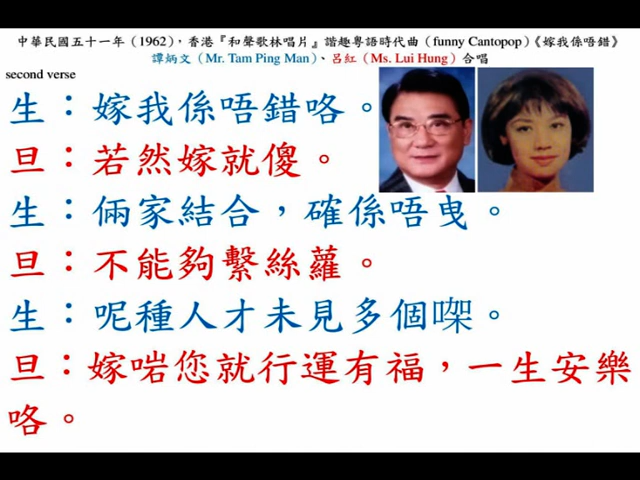 中華民國五十一年（1962），香港『和聲歌林唱片』諧趣粵語時代曲（funny Cantopop）《嫁我係唔錯》
譚炳文（Mr. Tam Ping Man）、呂紅（Ms. Lui Hung）合唱
second verse
生：嫁我係唔錯咯。
旦：若然嫁就傻。
生：倆家結合，確係唔曳。
旦：不能夠繫絲蘿。
生：呢種人才未見多個㗎。
旦：嫁啱您就行運有福，一生安樂
咯。